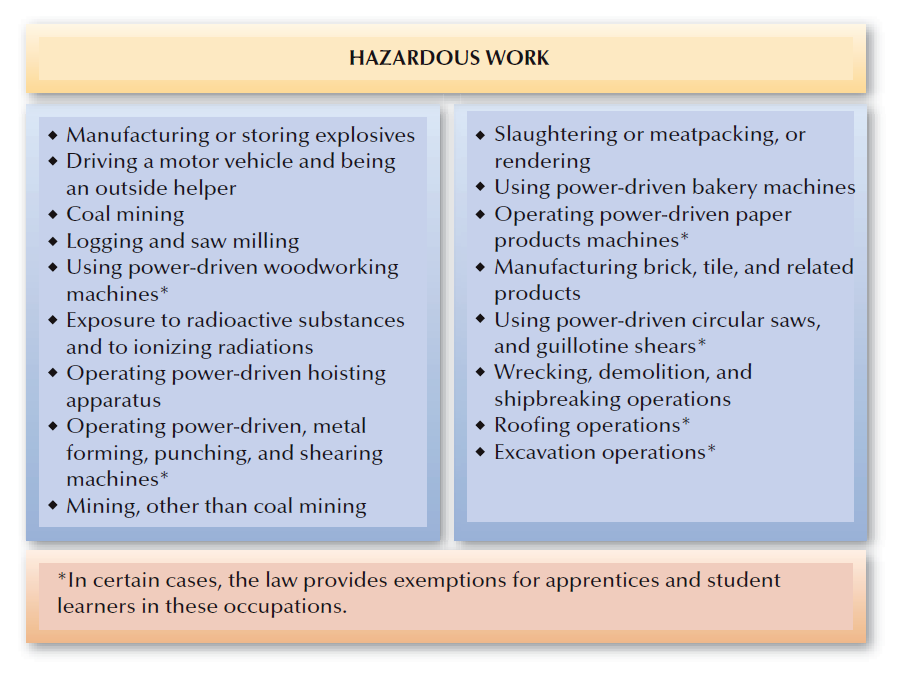 HAZARDOUS WORK
◆ Manufacturing or storing explosives
◆ Driving a motor vehicle and being
an outside helper
◆ Coal mining
◆ Logging and saw milling
◆ Using power-driven woodworking
machines*
◆ Exposure to radioactive substances
and to ionizing radiations
◆ Operating power-driven hoisting
apparatus
◆ Operating power-driven, metal
forming, punching, and shearing
machines*
◆ Mining, other than coal mining
◆ Slaughtering or meatpacking, or
rendering
◆ Using power-driven bakery machines
◆ Operating power-driven paper
products machines*
◆ Manufacturing brick, tile, and related
products
◆ Using power-driven circular saws,
and guillotine shears*
◆ Wrecking, demolition, and
shipbreaking operations
◆ Roofing operations*
◆ Excavation operations*
*In certain cases, the law provides exemptions for apprentices and student
learners in these occupations.